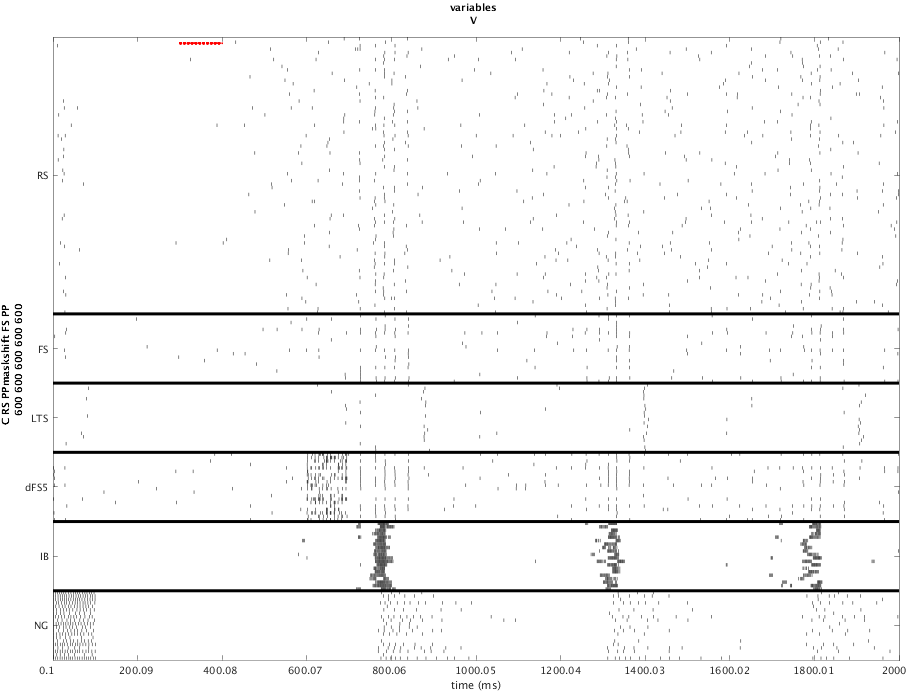 variables
V
C RS PPmaskshift FS PP
600 600 600 600 600
RS
FS
LTS
dFS5
IB
NG
0.1 200.09 400.08 600.07 800.06 1000.05 1200.04 1400.03 1600.02 1800.01 2000
time (ms)